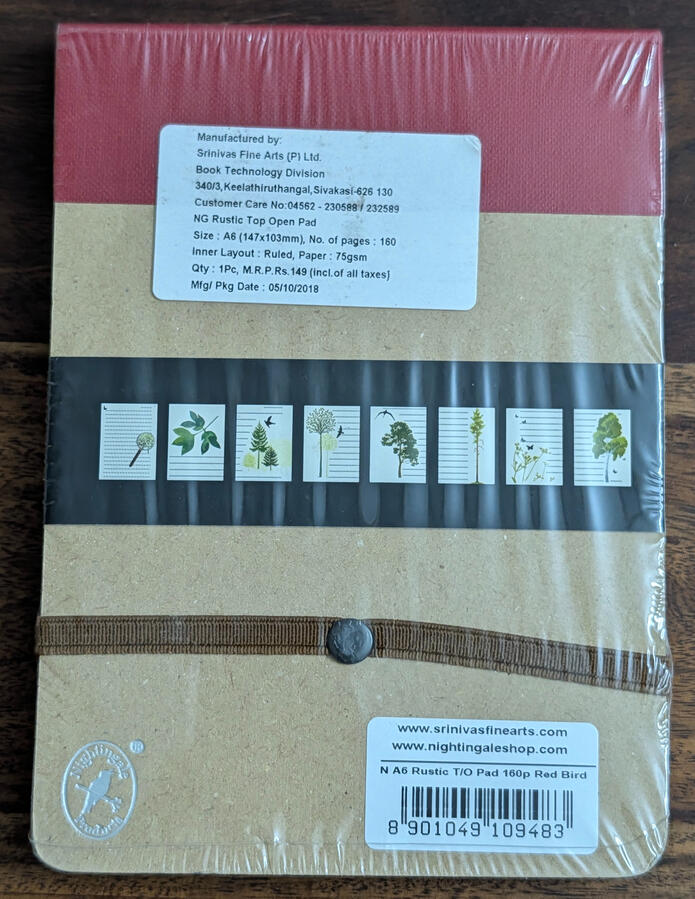 Manufactured by:
Srinivas Fine Arts (P) Ltd.
Book Technology Division
340/3,Keelathiruthangal,Sivakasi-626 130
Customer Care No:04562 - 230588 / 232589
NG Rustic Top Open Pad
Size : A6 (147x103mm), No. of pages : 160
Inner Layout : Ruled, Paper : 75gsm
Qty : 1Pc, M.R.P.Rs.149 (incl.of all taxes)
Mfg/ Pkg Date : 05/10/2018
www.srinivasfinearts.com
www.nightingaleshop.com
N A6 Rustic T/O Pad 160p Red Bird
8 901049 109483
Nightingale ®
Products